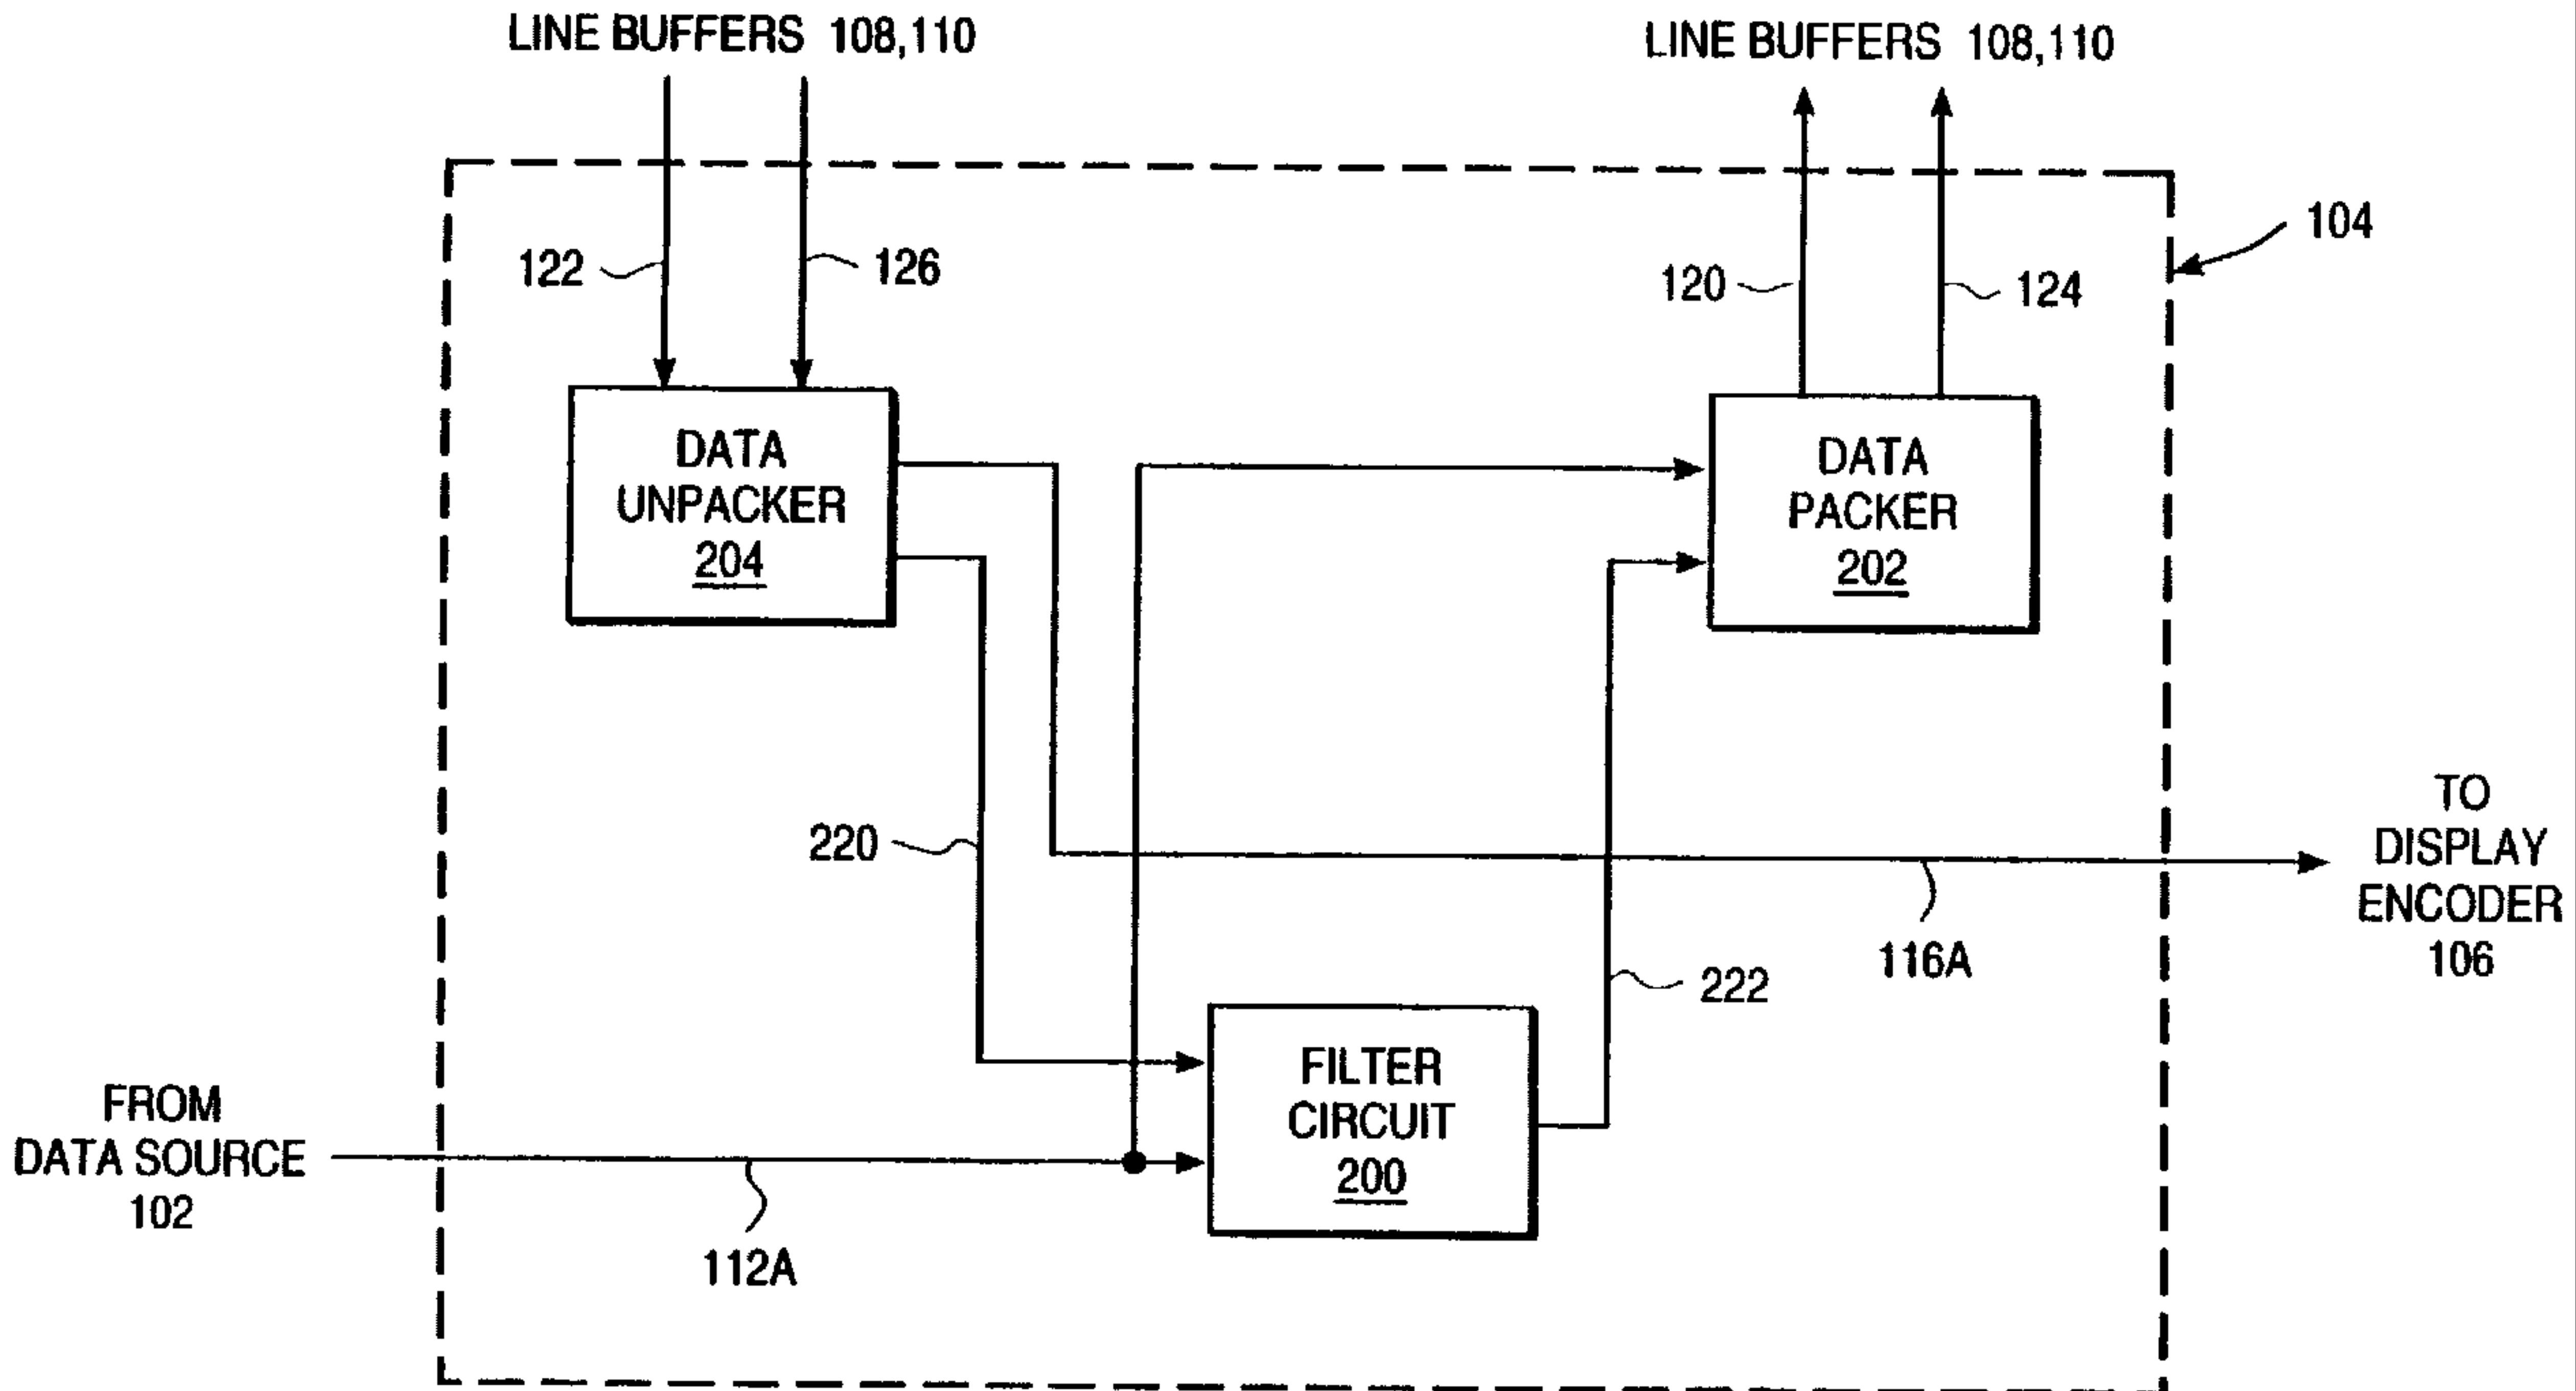 LINE BUFFERS 108,110
LINE BUFFERS 108,110
104
122
126
120
124
DATA
UNPACKER
204
DATA
PACKER
202
220
TO
DISPLAY
ENCODER
106
116A
222
FILTER
CIRCUIT
200
FROM
DATA SOURCE
102
112A